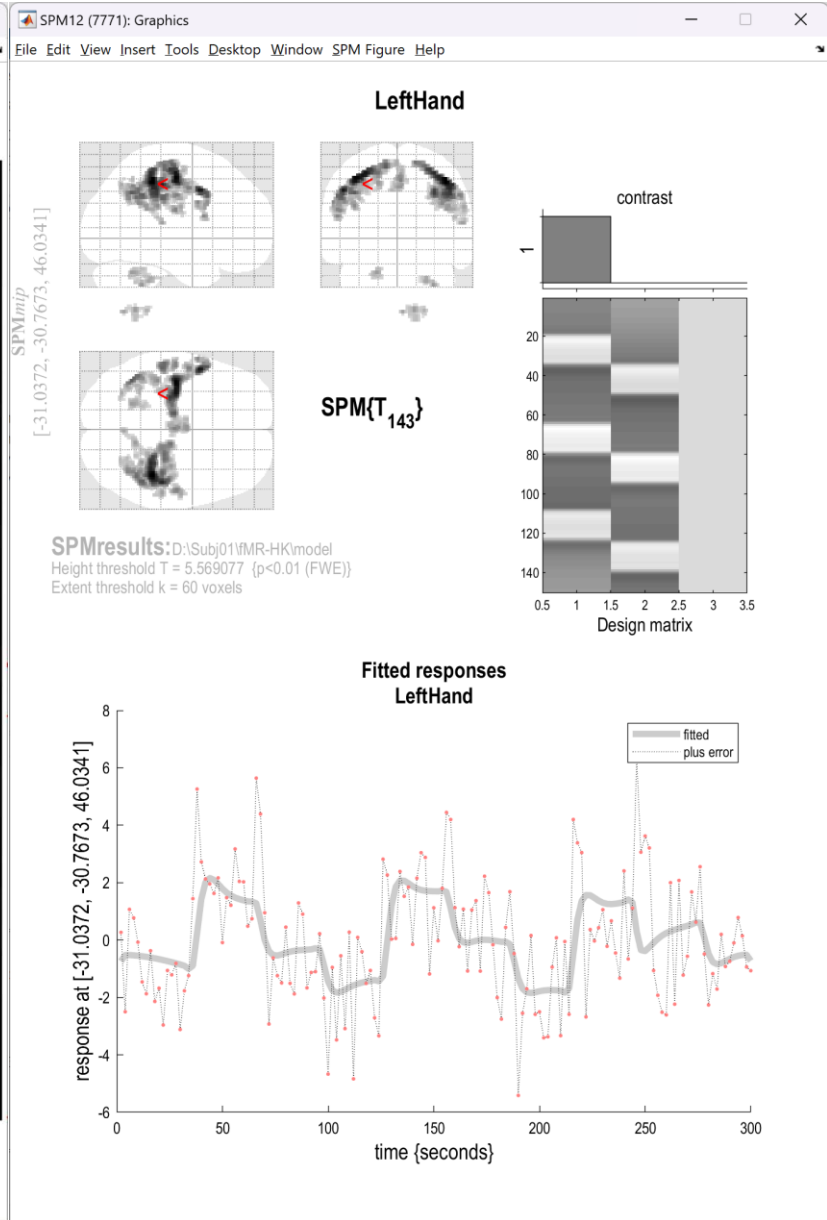 SPM12 (7771): Graphics
File Edit View Insert Tools Desktop Window SPM Figure Help
LeftHand
SPMmip
[-31.0372, -30.7673, 46.0341]
<
<
<
SPM{T143}
contrast
1
20
40
60
80
100
120
140
0.5 1 1.5 2 2.5 3 3.5
Design matrix
SPMresults: D:\Subj01\fMR-HK\model
Height threshold T = 5.569077 {p<0.01 (FWE)}
Extent threshold k = 60 voxels
Fitted responses
LeftHand
fitted
plus error
response at [-31.0372, -30.7673, 46.0341]
8
6
4
2
0
-2
-4
-6
0 50 100 150 200 250 300
time {seconds}